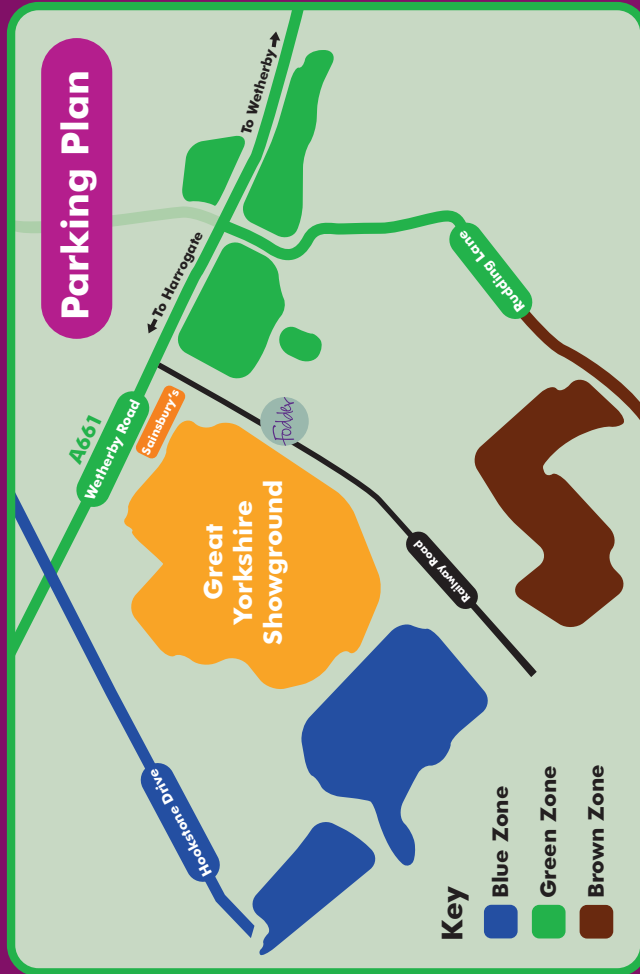 Parking Plan
To Wetherby
To Harrogate
A661
Wetherby Road
Sainsbury's
Fodder
Rudding Lane
Great
Yorkshire
Showground
Railway Road
Hookstone Drive
Key
Blue Zone
Green Zone
Brown Zone